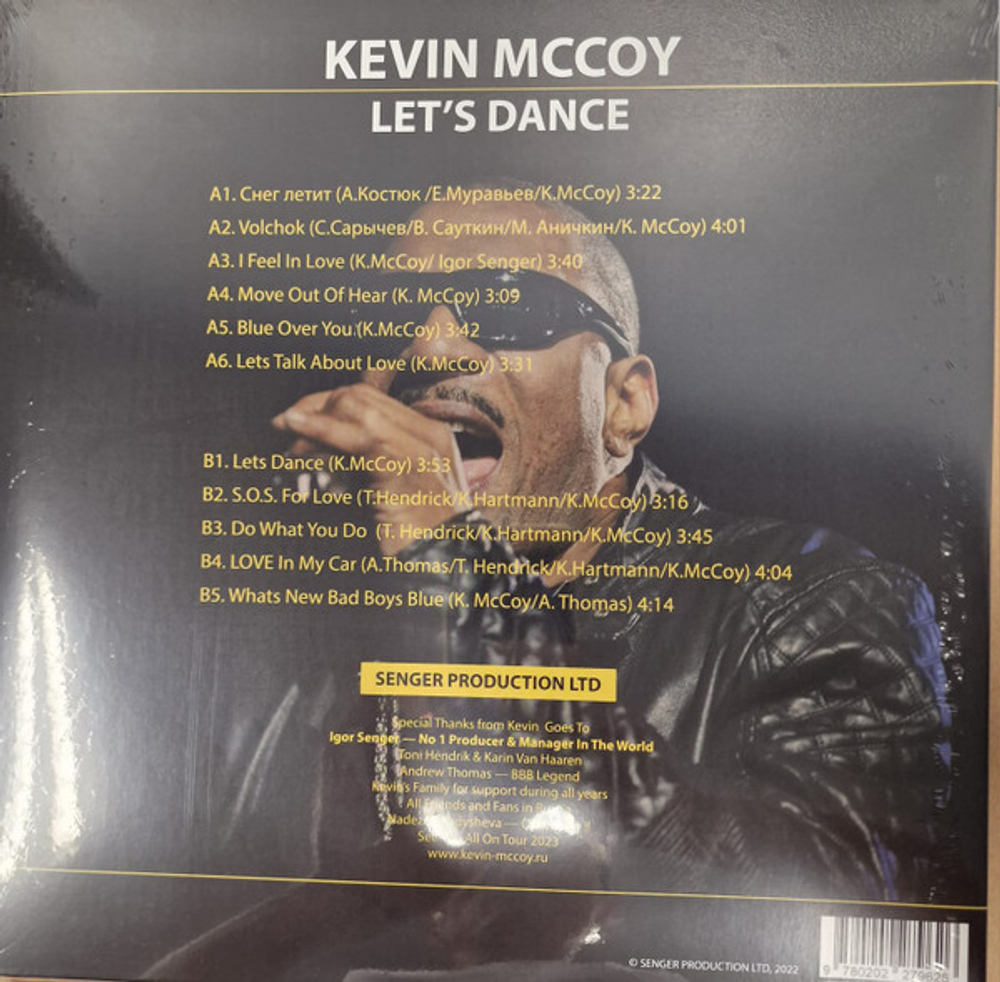 KEVIN MCCOY
LET'S DANCE
A1. Снег летит (А.Костюк /Е.Муравьев/K.McCoy) 3:22
A2. Volchok (С.Сарычев/В. Сауткин/М. Аничкин/K. McCoy) 4:01
A3. I Feel In Love (K.McCoy/ Igor Senger) 3:40
A4. Move Out Of Hear (K. McCoy) 3:09
A5. Blue Over You (K.McCoy) 3:42
A6. Lets Talk About Love (K.McCoy) 3:31
B1. Lets Dance (K.McCoy) 3:53
B2. S.O.S. For Love (T.Hendrick/K.Hartmann/K.McCoy) 3:16
B3. Do What You Do (T. Hendrick/K.Hartmann/K.McCoy) 3:45
B4. LOVE In My Car (A.Thomas/T. Hendrick/K.Hartmann/K.McCoy) 4:04
B5. Whats New Bad Boys Blue (K. McCoy/A. Thomas) 4:14
SENGER PRODUCTION LTD
Special Thanks from Kevin Goes To
Igor Senger — No 1 Producer & Manager In The World
Toni Hendrik & Karin Van Haaren
Andrew Thomas — BBB Legend
Kevin's Family for support during all years
All Friends and Fans in
All On Tour 2023
www.kevin-mccoy.ru
© SENGER PRODUCTION LTD, 2022
9 780202 279626